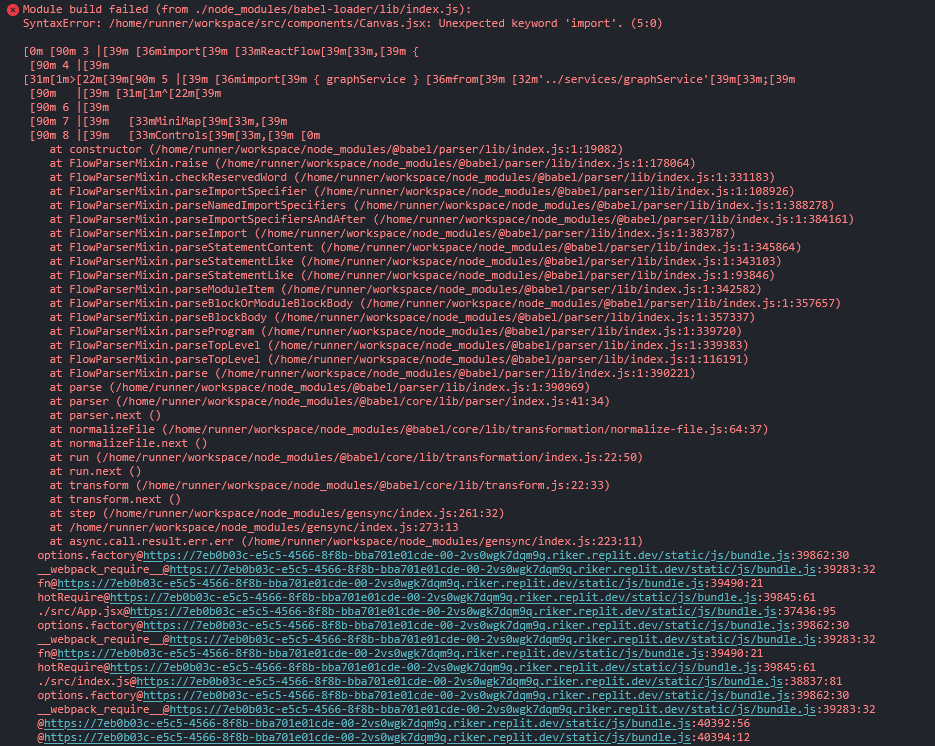 Module build failed (from ./node_modules/babel-loader/lib/index.js):
SyntaxError: /home/runner/workspace/src/components/Canvas.jsx: Unexpected keyword 'import'. (5:0)
[0m [90m 3 |[39m [36mimport[39m [33mReactFlow[39m[33m,[39m {
[90m 4 |[39m
[31m[1m>[22m[39m[90m 5 |[39m [36mimport[39m { graphService } [36mfrom[39m [32m'../services/graphService'[39m[33m;[39m
[90m   |[39m [31m[1m^[22m[39m
[90m 6 |[39m
[90m 7 |[39m   [33mMiniMap[39m[33m,[39m
[90m 8 |[39m   [33mControls[39m[33m,[39m [0m
at constructor (/home/runner/workspace/node_modules/@babel/parser/lib/index.js:1:19082)
at FlowParserMixin.raise (/home/runner/workspace/node_modules/@babel/parser/lib/index.js:1:178064)
at FlowParserMixin.checkReservedWord (/home/runner/workspace/node_modules/@babel/parser/lib/index.js:1:331183)
at FlowParserMixin.parseImportSpecifier (/home/runner/workspace/node_modules/@babel/parser/lib/index.js:1:108926)
at FlowParserMixin.parseNamedImportSpecifiers (/home/runner/workspace/node_modules/@babel/parser/lib/index.js:1:388278)
at FlowParserMixin.parseImportSpecifiersAndAfter (/home/runner/workspace/node_modules/@babel/parser/lib/index.js:1:384161)
at FlowParserMixin.parseImport (/home/runner/workspace/node_modules/@babel/parser/lib/index.js:1:383787)
at FlowParserMixin.parseStatementContent (/home/runner/workspace/node_modules/@babel/parser/lib/index.js:1:345864)
at FlowParserMixin.parseStatementLike (/home/runner/workspace/node_modules/@babel/parser/lib/index.js:1:343103)
at FlowParserMixin.parseStatementLike (/home/runner/workspace/node_modules/@babel/parser/lib/index.js:1:93846)
at FlowParserMixin.parseModuleItem (/home/runner/workspace/node_modules/@babel/parser/lib/index.js:1:342582)
at FlowParserMixin.parseBlockOrModuleBlockBody (/home/runner/workspace/node_modules/@babel/parser/lib/index.js:1:357657)
at FlowParserMixin.parseBlockBody (/home/runner/workspace/node_modules/@babel/parser/lib/index.js:1:357337)
at FlowParserMixin.parseProgram (/home/runner/workspace/node_modules/@babel/parser/lib/index.js:1:339720)
at FlowParserMixin.parseTopLevel (/home/runner/workspace/node_modules/@babel/parser/lib/index.js:1:339383)
at FlowParserMixin.parseTopLevel (/home/runner/workspace/node_modules/@babel/parser/lib/index.js:1:116191)
at FlowParserMixin.parse (/home/runner/workspace/node_modules/@babel/parser/lib/index.js:1:390221)
at parse (/home/runner/workspace/node_modules/@babel/parser/lib/index.js:1:390969)
at parser (/home/runner/workspace/node_modules/@babel/core/lib/parser/index.js:41:34)
at parser.next ()
at normalizeFile (/home/runner/workspace/node_modules/@babel/core/lib/transformation/normalize-file.js:64:37)
at normalizeFile.next ()
at run (/home/runner/workspace/node_modules/@babel/core/lib/transformation/index.js:22:50)
at run.next ()
at transform (/home/runner/workspace/node_modules/@babel/core/lib/transform.js:22:33)
at transform.next ()
at step (/home/runner/workspace/node_modules/gensync/index.js:261:32)
at /home/runner/workspace/node_modules/gensync/index.js:273:13
at async.call.result.err.err (/home/runner/workspace/node_modules/gensync/index.js:223:11)
options.factory@https://7eb0b03c-e5c5-4566-8f8b-bba701e01cde-00-2vs0wgk7dqm9q.riker.replit.dev/static/js/bundle.js:39862:30
__webpack_require__@https://7eb0b03c-e5c5-4566-8f8b-bba701e01cde-00-2vs0wgk7dqm9q.riker.replit.dev/static/js/bundle.js:39283:32
fn@https://7eb0b03c-e5c5-4566-8f8b-bba701e01cde-00-2vs0wgk7dqm9q.riker.replit.dev/static/js/bundle.js:39490:21
hotRequire@https://7eb0b03c-e5c5-4566-8f8b-bba701e01cde-00-2vs0wgk7dqm9q.riker.replit.dev/static/js/bundle.js:39845:61
./src/App.jsx@https://7eb0b03c-e5c5-4566-8f8b-bba701e01cde-00-2vs0wgk7dqm9q.riker.replit.dev/static/js/bundle.js:37436:95
options.factory@https://7eb0b03c-e5c5-4566-8f8b-bba701e01cde-00-2vs0wgk7dqm9q.riker.replit.dev/static/js/bundle.js:39862:30
__webpack_require__@https://7eb0b03c-e5c5-4566-8f8b-bba701e01cde-00-2vs0wgk7dqm9q.riker.replit.dev/static/js/bundle.js:39283:32
fn@https://7eb0b03c-e5c5-4566-8f8b-bba701e01cde-00-2vs0wgk7dqm9q.riker.replit.dev/static/js/bundle.js:39490:21
hotRequire@https://7eb0b03c-e5c5-4566-8f8b-bba701e01cde-00-2vs0wgk7dqm9q.riker.replit.dev/static/js/bundle.js:39845:61
./src/index.js@https://7eb0b03c-e5c5-4566-8f8b-bba701e01cde-00-2vs0wgk7dqm9q.riker.replit.dev/static/js/bundle.js:38837:81
options.factory@https://7eb0b03c-e5c5-4566-8f8b-bba701e01cde-00-2vs0wgk7dqm9q.riker.replit.dev/static/js/bundle.js:39862:30
__webpack_require__@https://7eb0b03c-e5c5-4566-8f8b-bba701e01cde-00-2vs0wgk7dqm9q.riker.replit.dev/static/js/bundle.js:39283:32
@https://7eb0b03c-e5c5-4566-8f8b-bba701e01cde-00-2vs0wgk7dqm9q.riker.replit.dev/static/js/bundle.js:40392:56
@https://7eb0b03c-e5c5-4566-8f8b-bba701e01cde-00-2vs0wgk7dqm9q.riker.replit.dev/static/js/bundle.js:40394:12